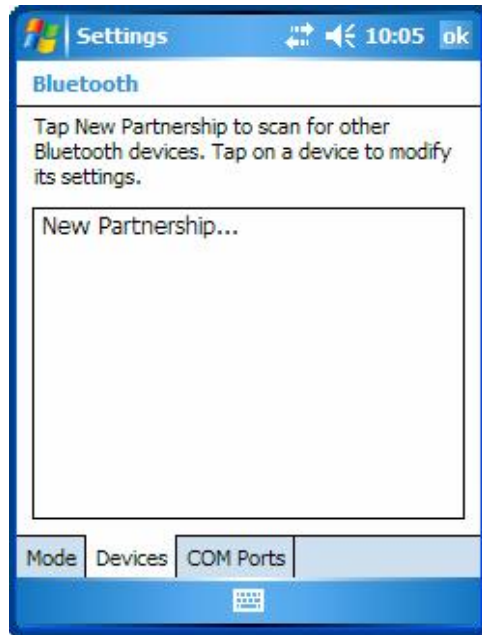 Settings 10:05 ok
Bluetooth
Tap New Partnership to scan for other
Bluetooth devices. Tap on a device to modify
its settings.
New Partnership...
Mode Devices COM Ports